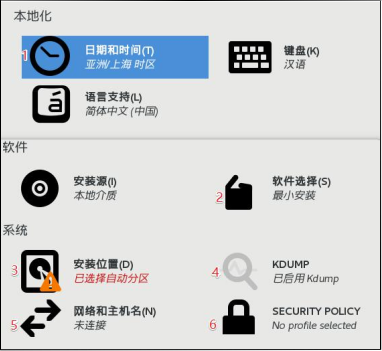 本地化
1
日期和时间(T)
亚洲/上海 时区
键盘(K)
汉语
á
语言支持(L)
简体中文 (中国)
软件
安装源(I)
本地介质
2
软件选择(S)
最小安装
系统
3
安装位置(D)
已选择自动分区
4
KDUMP
已启用 Kdump
5
网络和主机名(N)
未连接
6
SECURITY POLICY
No profile selected